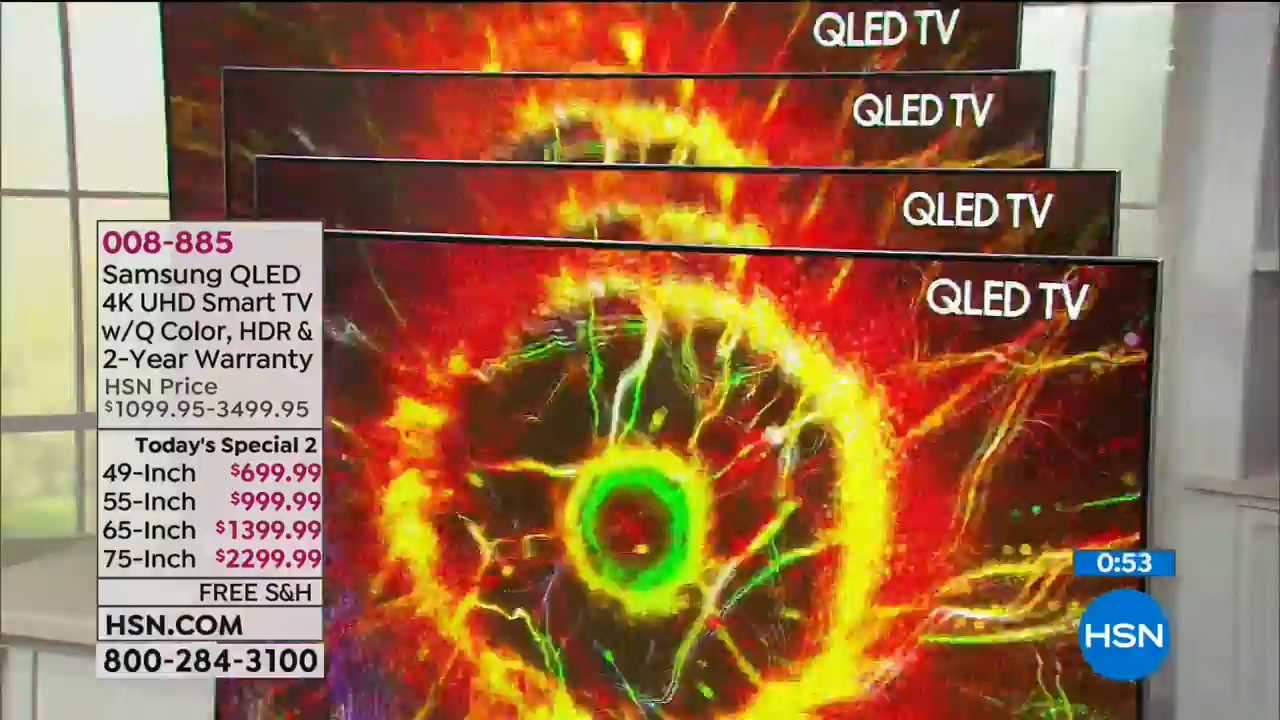 QLED TV
QLED TV
QLED TV
QLED TV
008-885
Samsung QLED
4K UHD Smart TV
w/Q Color, HDR &
2-Year Warranty
HSN Price
$1099.95-3499.95
Today's Special 2
49-Inch $699.99
55-Inch $999.99
65-Inch $1399.99
75-Inch $2299.99
FREE S&H
HSN.COM
800-284-3100
0:53
HSN